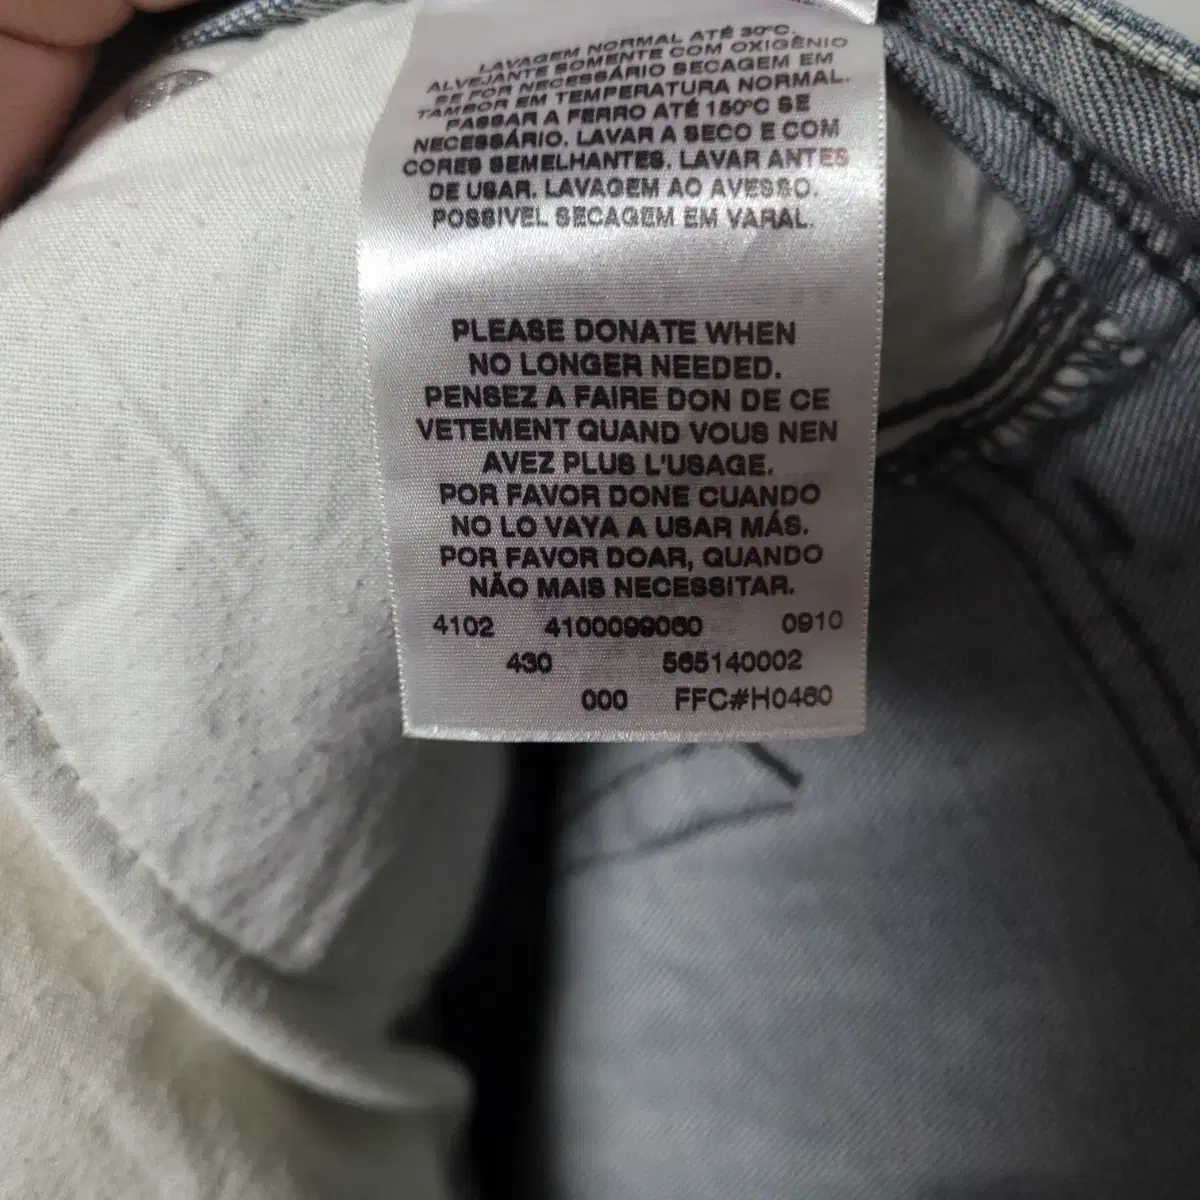 LAVAGEM NORMAL ATÉ 30ºC.
ALVEJANTE SOMENTE COM OXIGÊNIO
SE FOR NECESSÁRIO SECAGEM EM
TAMBOR EM TEMPERATURA NORMAL.
PASSAR A FERRO ATÉ 150ºC SE
NECESSÁRIO. LAVAR A SECO E COM
CORES SEMELHANTES. LAVAR ANTES
DE USAR. LAVAGEM AO AVESSO.
POSSIVEL SECAGEM EM VARAL.
PLEASE DONATE WHEN
NO LONGER NEEDED.
PENSEZ A FAIRE DON DE CE
VETEMENT QUAND VOUS NEN
AVEZ PLUS L'USAGE.
POR FAVOR DONE CUANDO
NO LO VAYA A USAR MÁS.
POR FAVOR DOAR, QUANDO
NÃO MAIS NECESSITAR.
4102 4100099060 0910
430 565140002
000 FFC#H0460